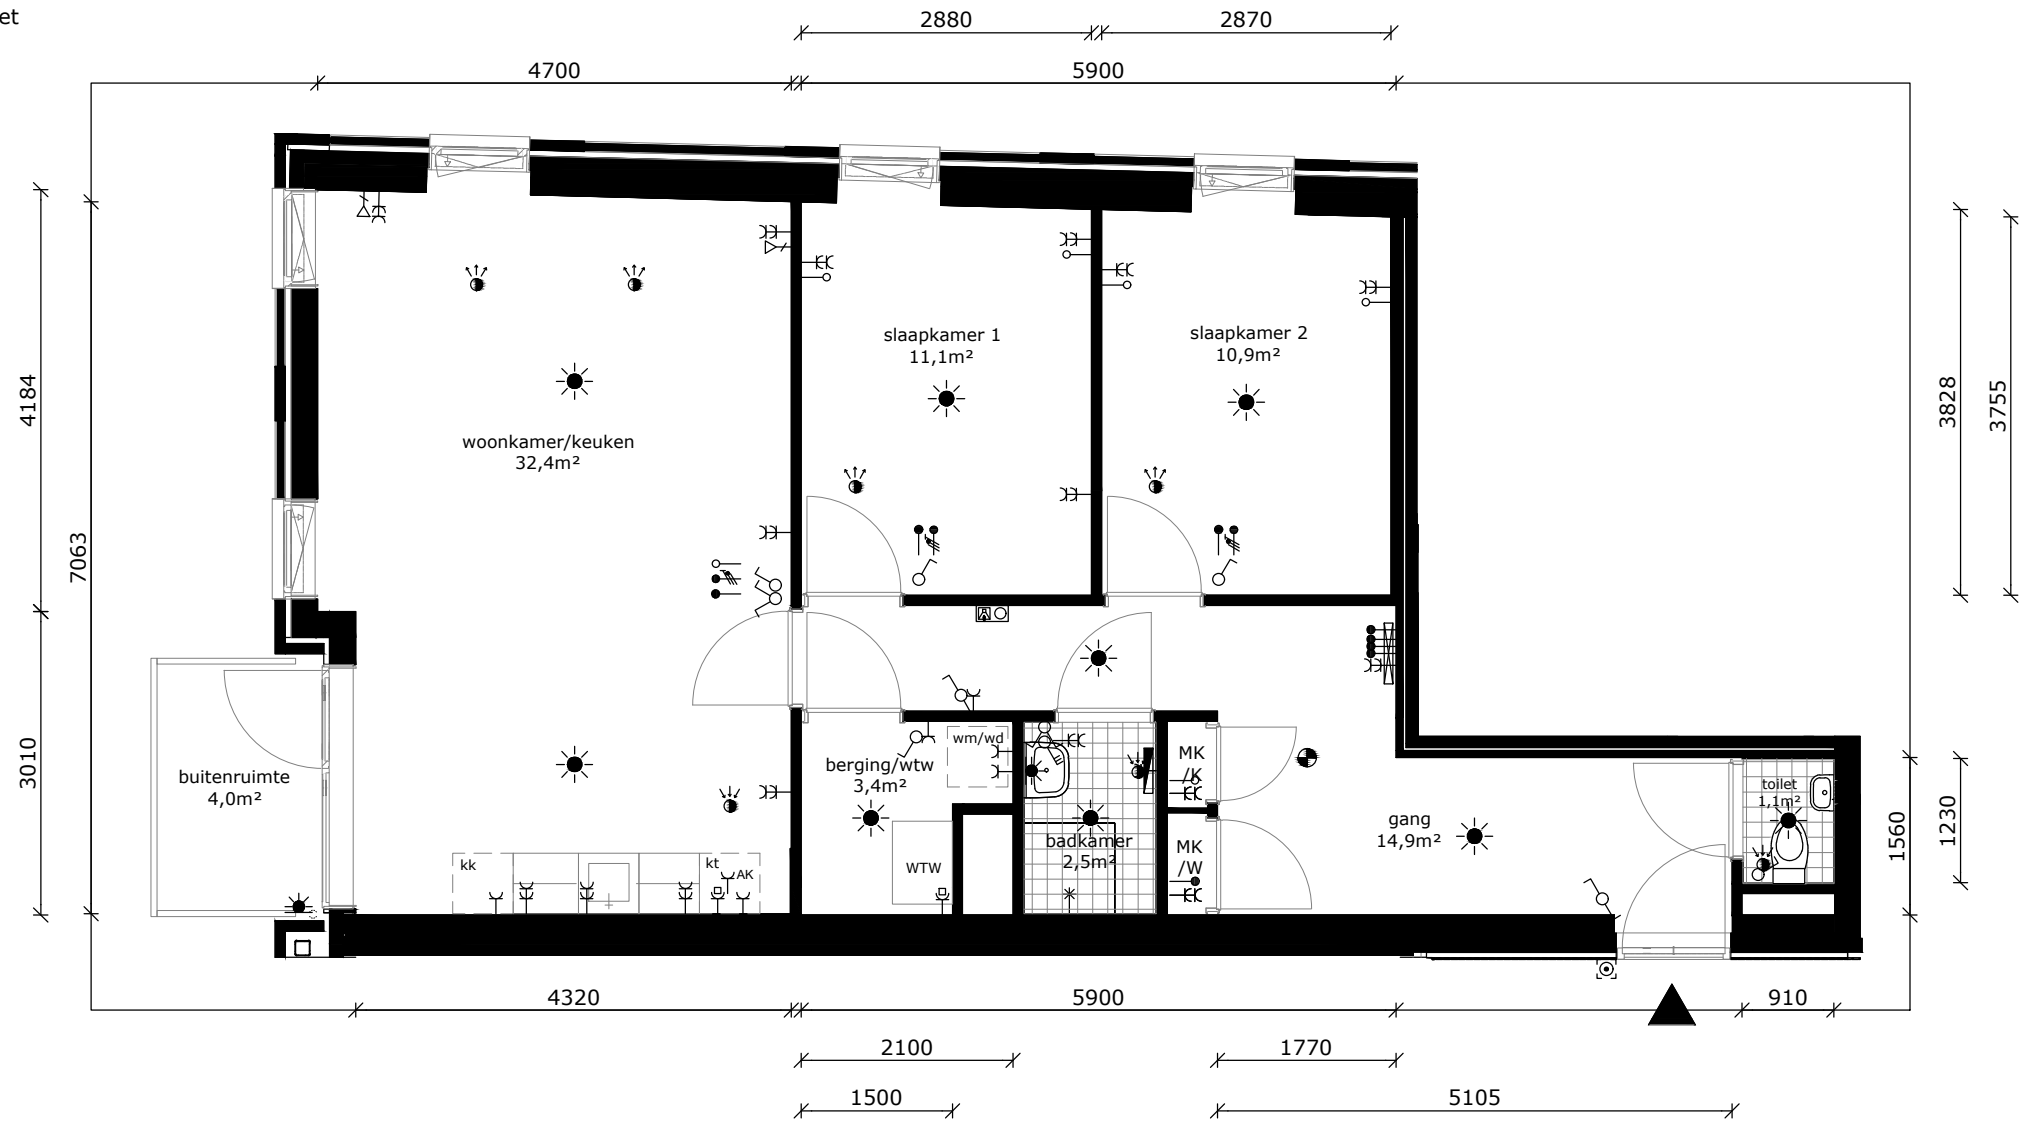 et
2880
2870
4700
5900
4184
7063
3010
3828
3755
1560
1230
slaapkamer 1
11,1m²
slaapkamer 2
10,9m²
woonkamer/keuken
32,4m²
buitenruimte
4,0m²
berging/wtw
3,4m²
wm/wd
WTW
kk
kt
AK
badkamer
2,5m²
MK
/K
MK
/W
gang
14,9m²
toilet
1,1m²
4320
5900
910
2100
1770
1500
5105